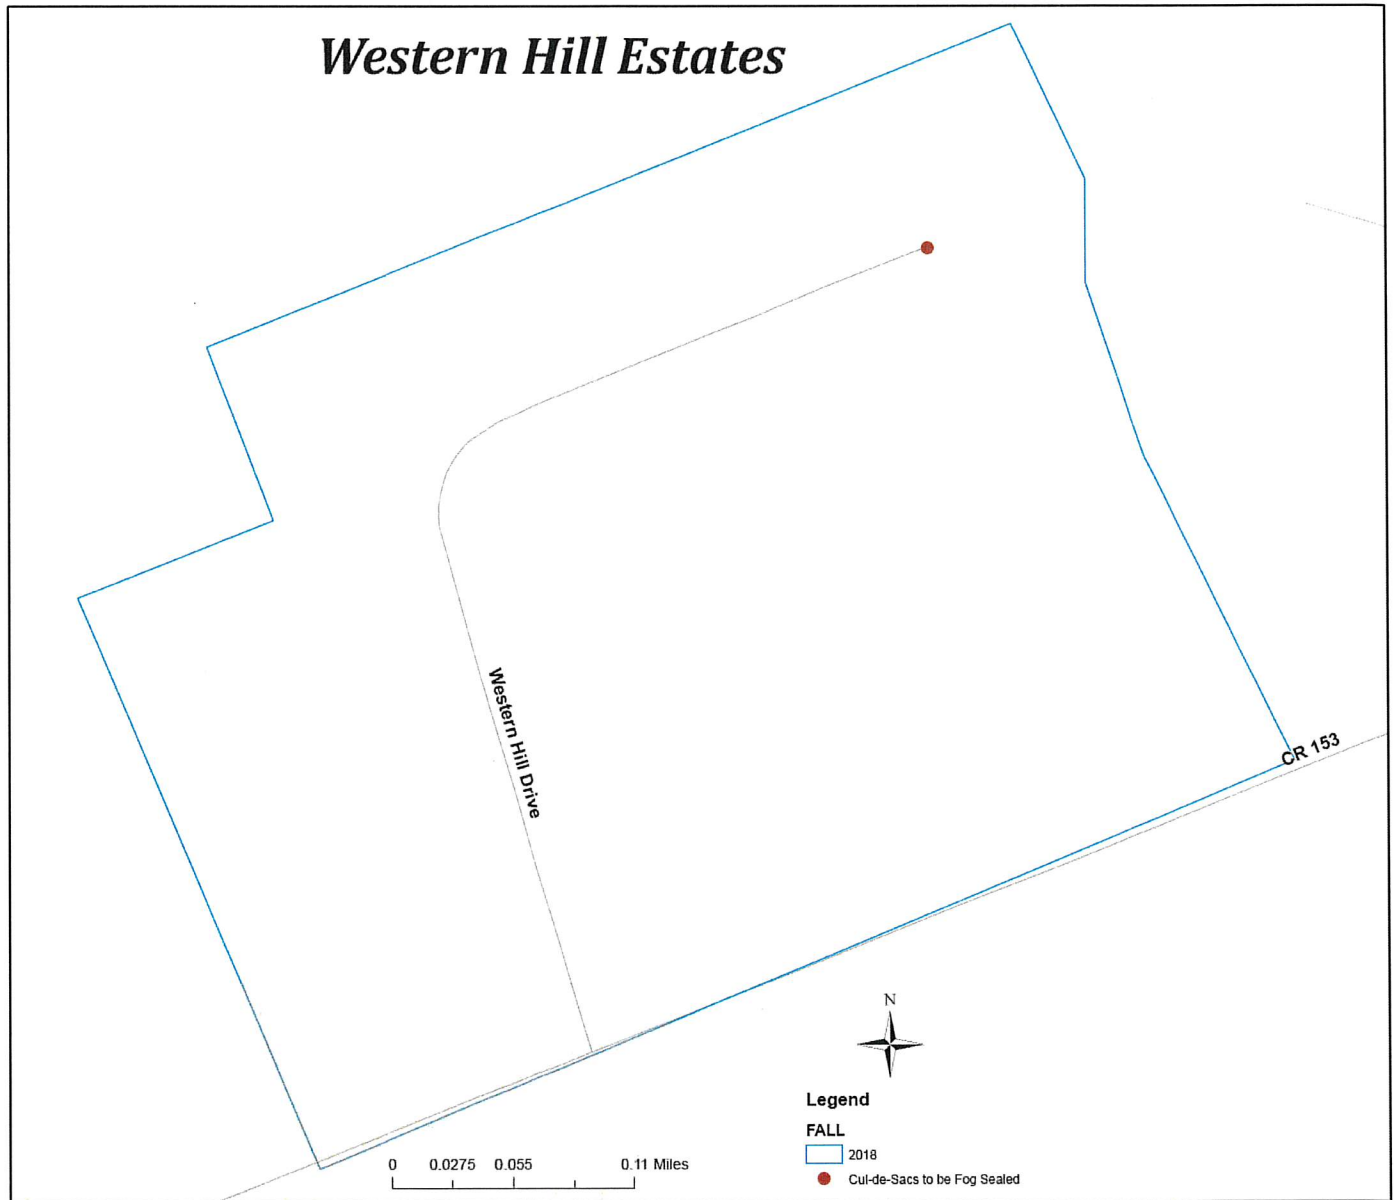 Western Hill Estates
Western Hill Drive
CR 153
N
Legend
FALL
2018
Cul-de-Sacs to be Fog Sealed
0 0.0275 0.055 0.11 Miles